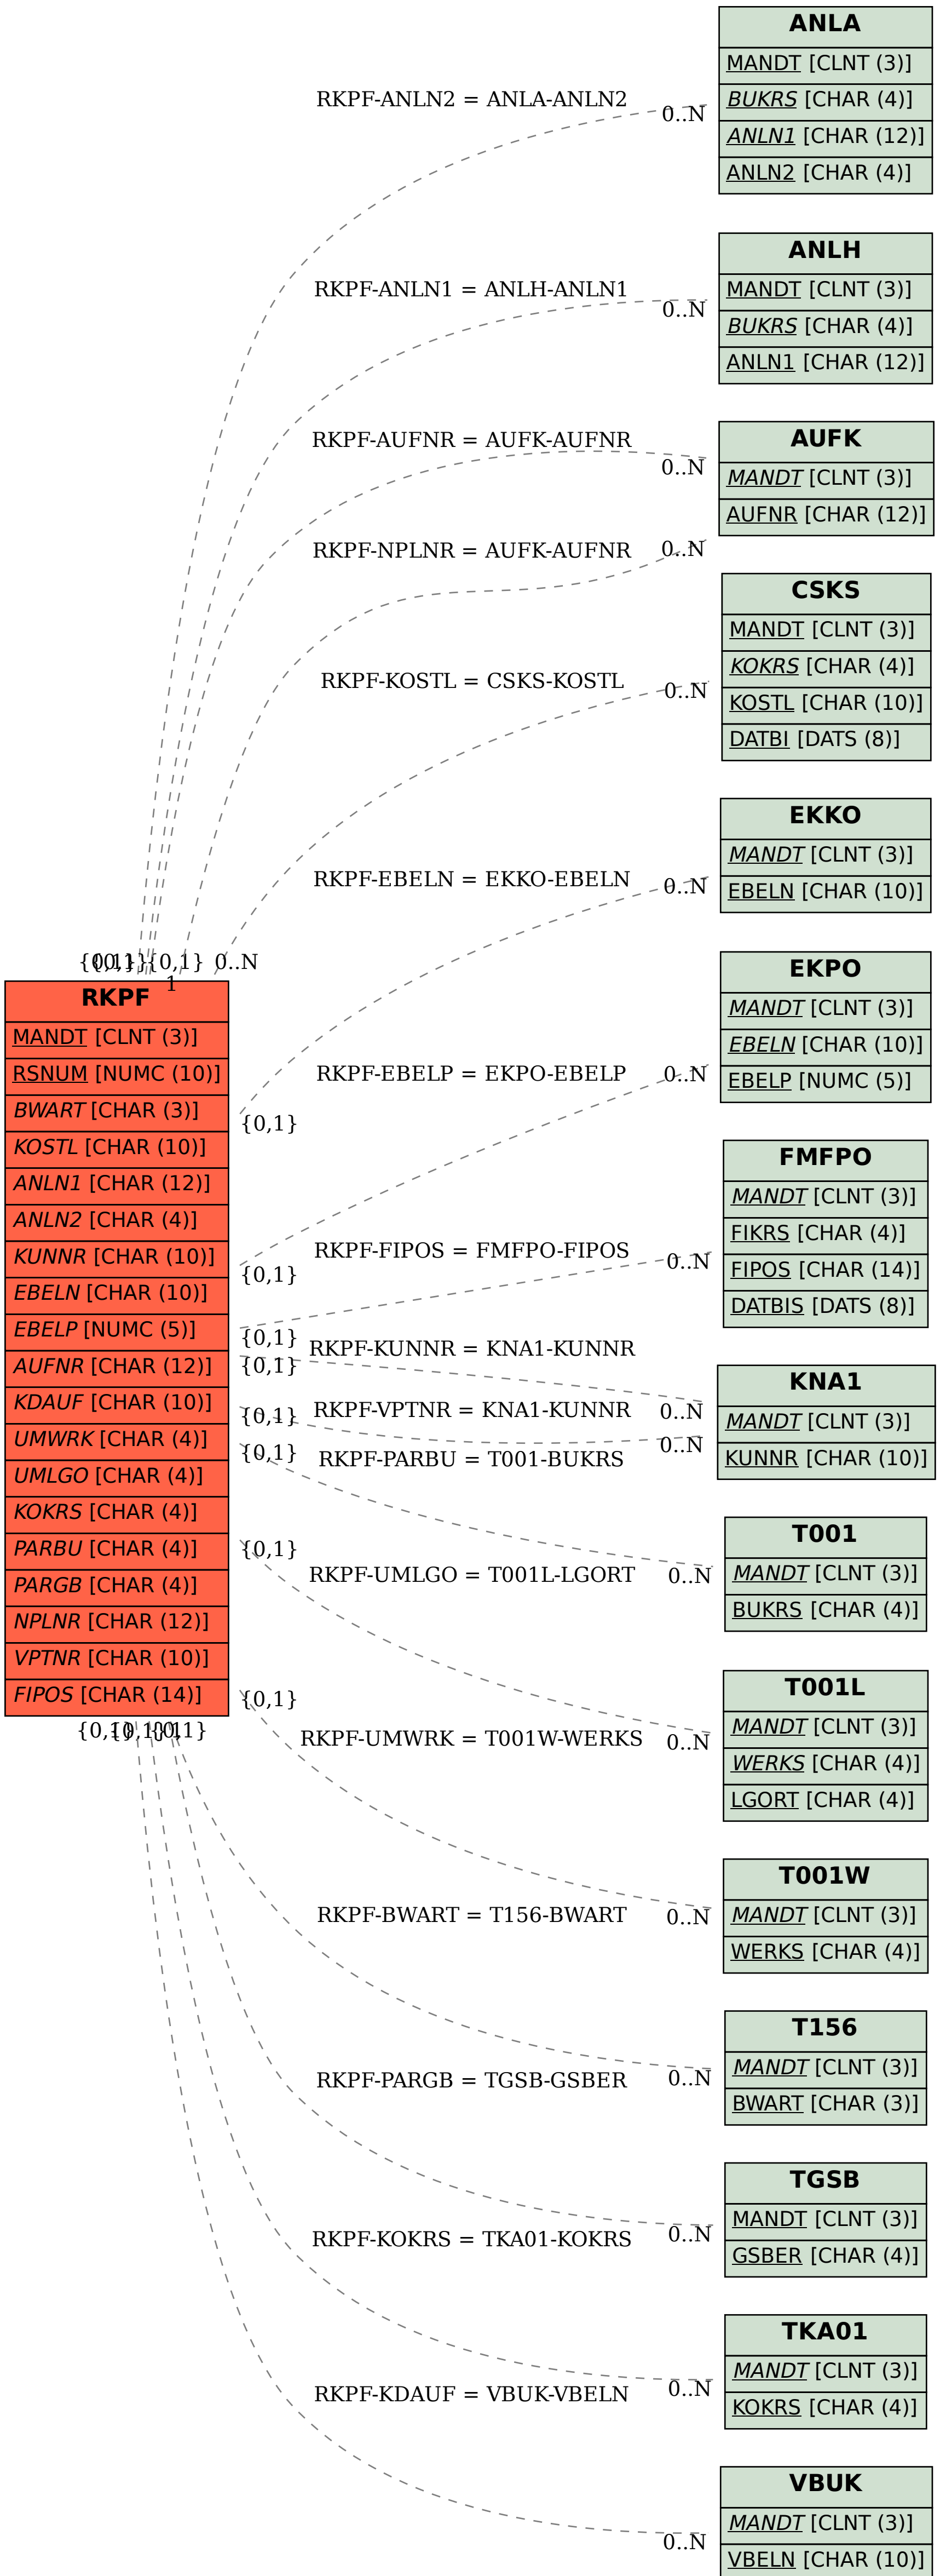 ANLA
MANDT [CLNT (3)]
BUKRS [CHAR (4)]
ANLN1 [CHAR (12)]
ANLN2 [CHAR (4)]
RKPF-ANLN2 = ANLA-ANLN2
0..N
ANLH
MANDT [CLNT (3)]
BUKRS [CHAR (4)]
ANLN1 [CHAR (12)]
RKPF-ANLN1 = ANLH-ANLN1
0..N
AUFK
MANDT [CLNT (3)]
AUFNR [CHAR (12)]
RKPF-AUFNR = AUFK-AUFNR
0..N
RKPF-NPLNR = AUFK-AUFNR
0..N
CSKS
MANDT [CLNT (3)]
KOKRS [CHAR (4)]
KOSTL [CHAR (10)]
DATBI [DATS (8)]
RKPF-KOSTL = CSKS-KOSTL
0..N
EKKO
MANDT [CLNT (3)]
EBELN [CHAR (10)]
RKPF-EBELN = EKKO-EBELN
0..N
{0,1}
0..N
1
EKPO
MANDT [CLNT (3)]
EBELN [CHAR (10)]
EBELP [NUMC (5)]
RKPF-EBELP = EKPO-EBELP
0..N
{0,1}
RKPF
MANDT [CLNT (3)]
RSNUM [NUMC (10)]
BWART [CHAR (3)]
KOSTL [CHAR (10)]
ANLN1 [CHAR (12)]
ANLN2 [CHAR (4)]
KUNNR [CHAR (10)]
EBELN [CHAR (10)]
EBELP [NUMC (5)]
AUFNR [CHAR (12)]
KDAUF [CHAR (10)]
UMWRK [CHAR (4)]
UMLGO [CHAR (4)]
KOKRS [CHAR (4)]
PARBU [CHAR (4)]
PARGB [CHAR (4)]
NPLNR [CHAR (12)]
VPTNR [CHAR (10)]
FIPOS [CHAR (14)]
FMFPO
MANDT [CLNT (3)]
FIKRS [CHAR (4)]
FIPOS [CHAR (14)]
DATBIS [DATS (8)]
RKPF-FIPOS = FMFPO-FIPOS
0..N
{0,1}
{0,1}
RKPF-KUNNR = KNA1-KUNNR
{0,1}
KNA1
MANDT [CLNT (3)]
KUNNR [CHAR (10)]
RKPF-VPTNR = KNA1-KUNNR
0..N
{0,1}
0..N
{0,1}
RKPF-PARBU = T001-BUKRS
T001
MANDT [CLNT (3)]
BUKRS [CHAR (4)]
0..N
{0,1}
RKPF-UMLGO = T001L-LGORT
T001L
MANDT [CLNT (3)]
WERKS [CHAR (4)]
LGORT [CHAR (4)]
0..N
{0,1}
RKPF-UMWRK = T001W-WERKS
T001W
MANDT [CLNT (3)]
WERKS [CHAR (4)]
0..N
RKPF-BWART = T156-BWART
T156
MANDT [CLNT (3)]
BWART [CHAR (3)]
0..N
RKPF-PARGB = TGSB-GSBER
TGSB
MANDT [CLNT (3)]
GSBER [CHAR (4)]
0..N
RKPF-KOKRS = TKA01-KOKRS
TKA01
MANDT [CLNT (3)]
KOKRS [CHAR (4)]
0..N
RKPF-KDAUF = VBUK-VBELN
VBUK
MANDT [CLNT (3)]
VBELN [CHAR (10)]
0..N